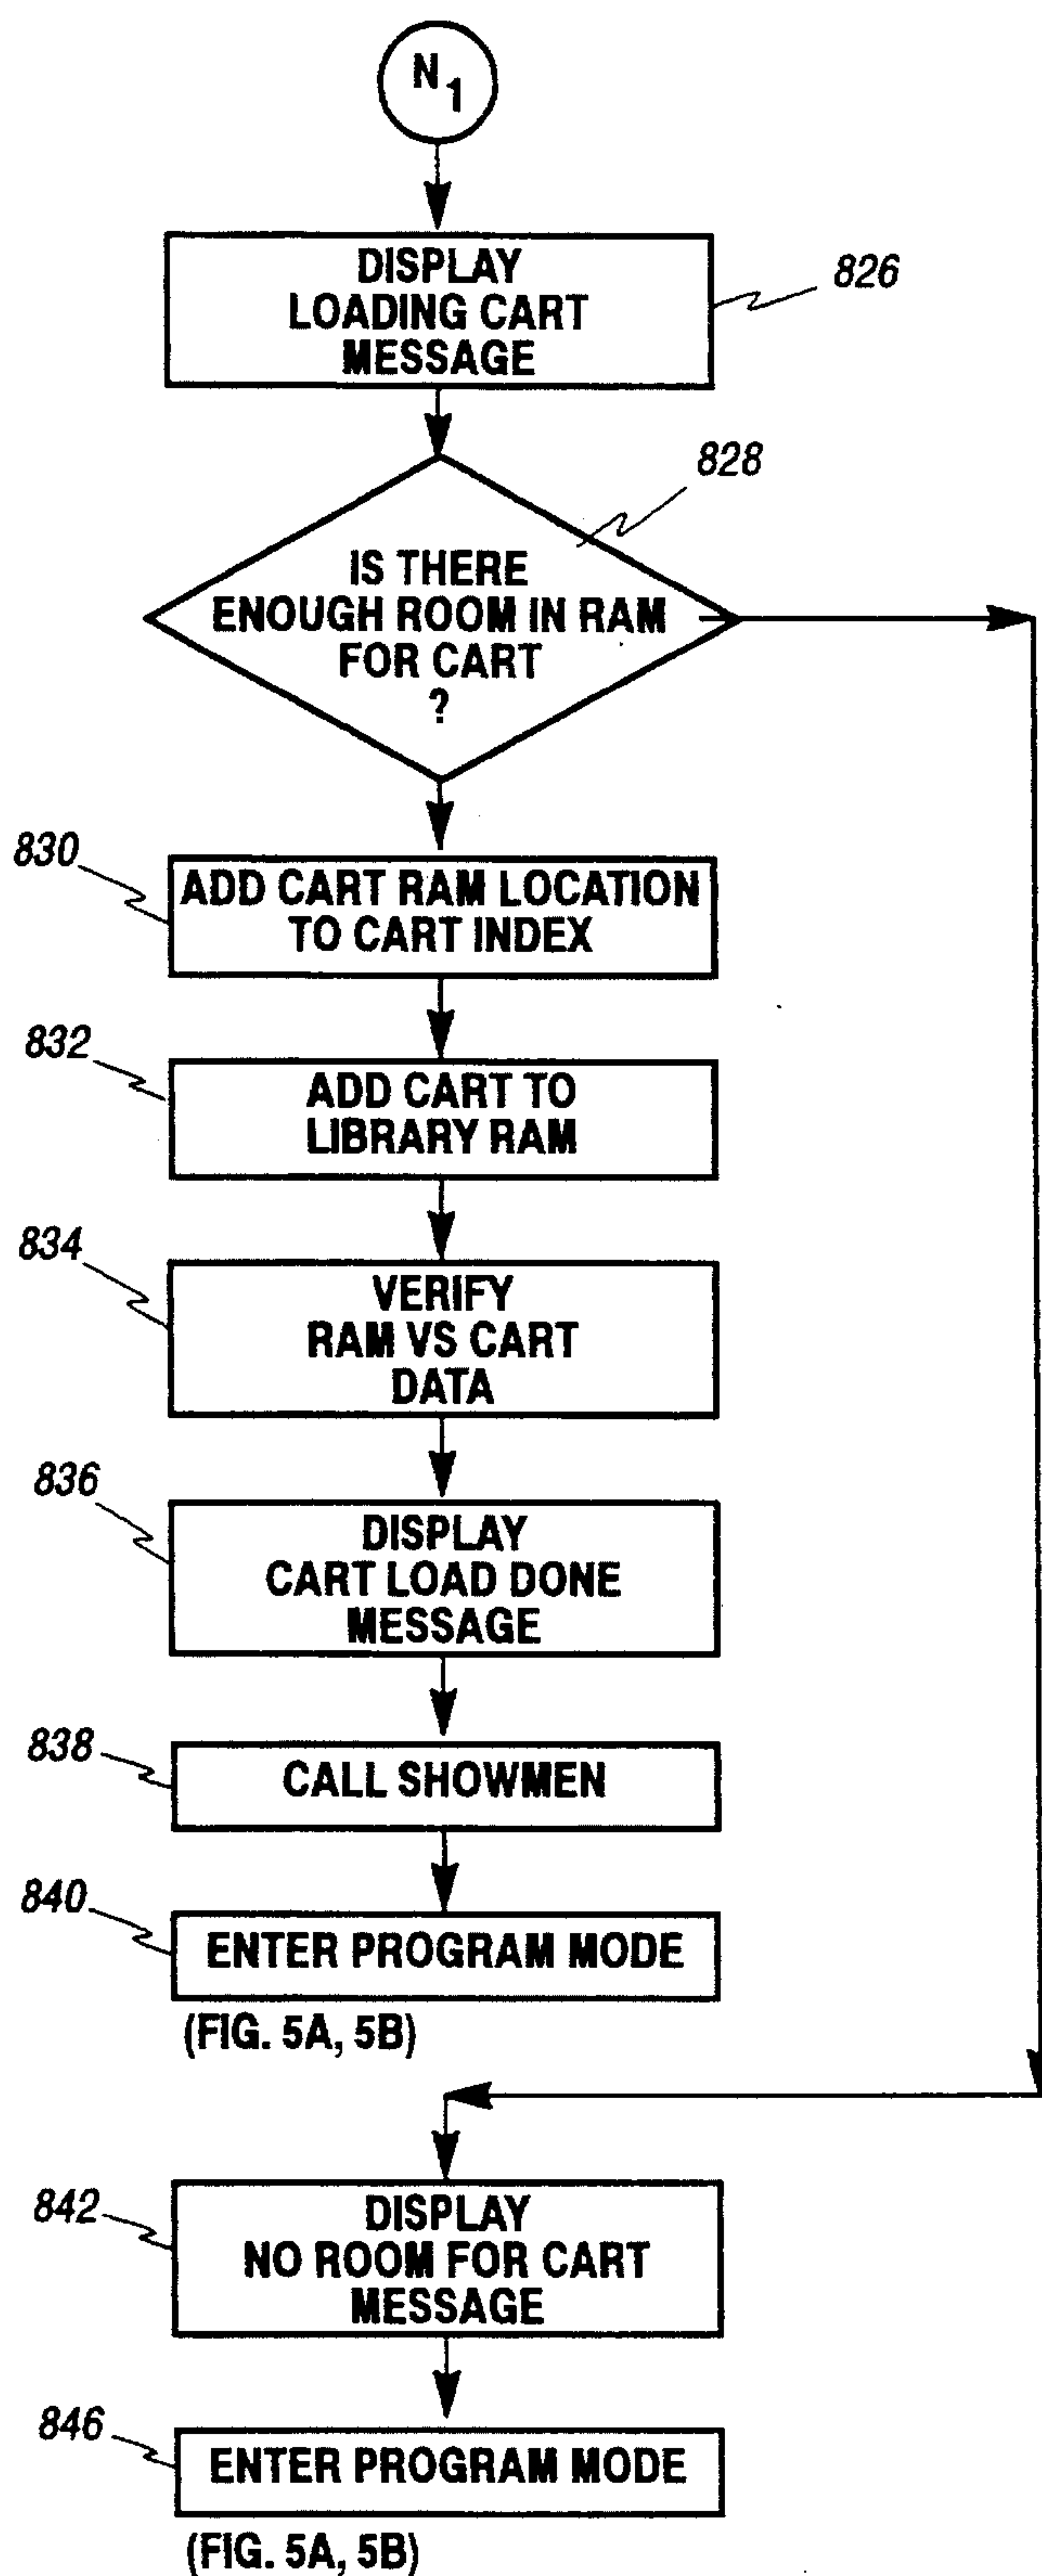 N1
DISPLAY
LOADING CART
MESSAGE
826
828
IS THERE
ENOUGH ROOM IN RAM
FOR CART
?
830
ADD CART RAM LOCATION
TO CART INDEX
832
ADD CART TO
LIBRARY RAM
834
VERIFY
RAM VS CART
DATA
836
DISPLAY
CART LOAD DONE
MESSAGE
838
CALL SHOWMEN
840
ENTER PROGRAM MODE
(FIG. 5A, 5B)
842
DISPLAY
NO ROOM FOR CART
MESSAGE
846
ENTER PROGRAM MODE
(FIG. 5A, 5B)